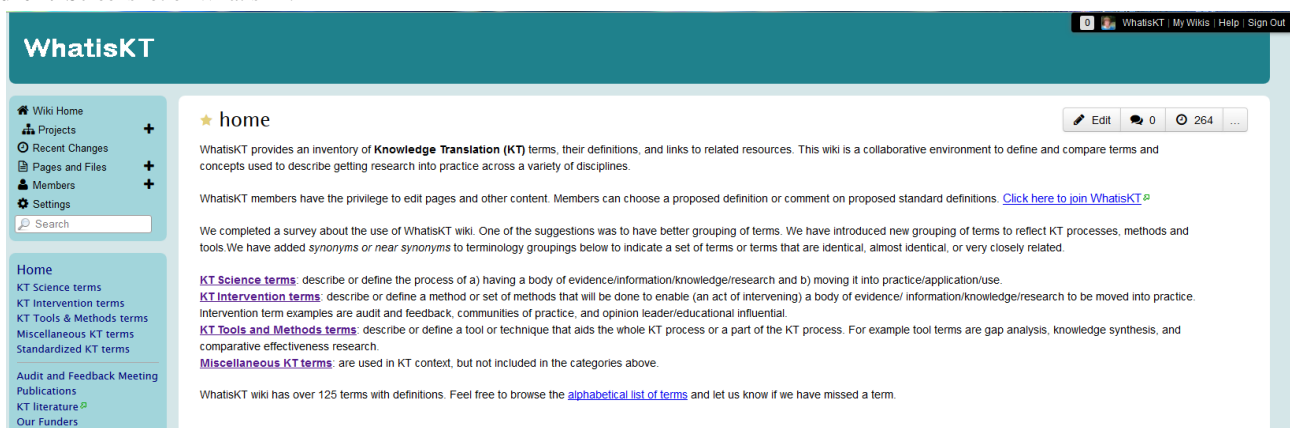 0 WhatisKT | My Wikis | Help | Sign Out
WhatisKT
Wiki Home
Projects +
Recent Changes
Pages and Files +
Members +
Settings
Search
Home
KT Science terms
KT Intervention terms
KT Tools & Methods terms
Miscellaneous KT terms
Standardized KT terms
Audit and Feedback Meeting
Publications
KT literature
Our Funders
home
Edit 0 264 ...
WhatisKT provides an inventory of Knowledge Translation (KT) terms, their definitions, and links to related resources. This wiki is a collaborative environment to define and compare terms and
concepts used to describe getting research into practice across a variety of disciplines.
WhatisKT members have the privilege to edit pages and other content. Members can choose a proposed definition or comment on proposed standard definitions. Click here to join WhatisKT
We completed a survey about the use of WhatisKT wiki. One of the suggestions was to have better grouping of terms. We have introduced new grouping of terms to reflect KT processes, methods and
tools.We have added synonyms or near synonyms to terminology groupings below to indicate a set of terms or terms that are identical, almost identical, or very closely related.
KT Science terms: describe or define the process of a) having a body of evidence/information/knowledge/research and b) moving it into practice/application/use.
KT Intervention terms: describe or define a method or set of methods that will be done to enable (an act of intervening) a body of evidence/ information/knowledge/research to be moved into practice.
Intervention term examples are audit and feedback, communities of practice, and opinion leader/educational influential.
KT Tools and Methods terms: describe or define a tool or technique that aids the whole KT process or a part of the KT process. For example tool terms are gap analysis, knowledge synthesis, and
comparative effectiveness research.
Miscellaneous KT terms: are used in KT context, but not included in the categories above.
WhatisKT wiki has over 125 terms with definitions. Feel free to browse the alphabetical list of terms and let us know if we have missed a term.